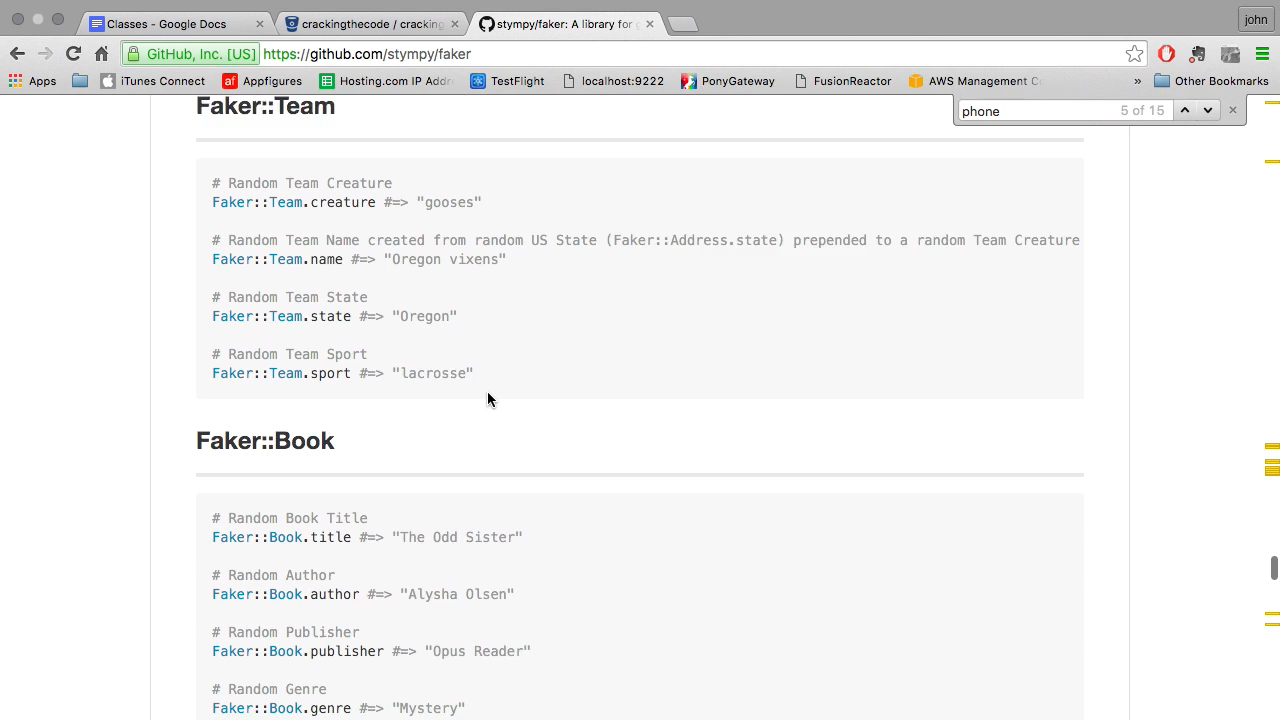 Classes - Google Docs
crackingthecode / cracking
stympy/faker: A library for
john
GitHub, Inc. [US] https://github.com/stympy/faker
Apps iTunes Connect Appfigures Hosting.com IP Addr TestFlight localhost:9222 PonyGateway FusionReactor AWS Management Co » Other Bookmarks
phone 5 of 15
Faker::Team
# Random Team Creature
Faker::Team.creature #=> "gooses"
# Random Team Name created from random US State (Faker::Address.state) prepended to a random Team Creature
Faker::Team.name #=> "Oregon vixens"
# Random Team State
Faker::Team.state #=> "Oregon"
# Random Team Sport
Faker::Team.sport #=> "lacrosse"
Faker::Book
# Random Book Title
Faker::Book.title #=> "The Odd Sister"
# Random Author
Faker::Book.author #=> "Alysha Olsen"
# Random Publisher
Faker::Book.publisher #=> "Opus Reader"
# Random Genre
Faker::Book.genre #=> "Mystery"